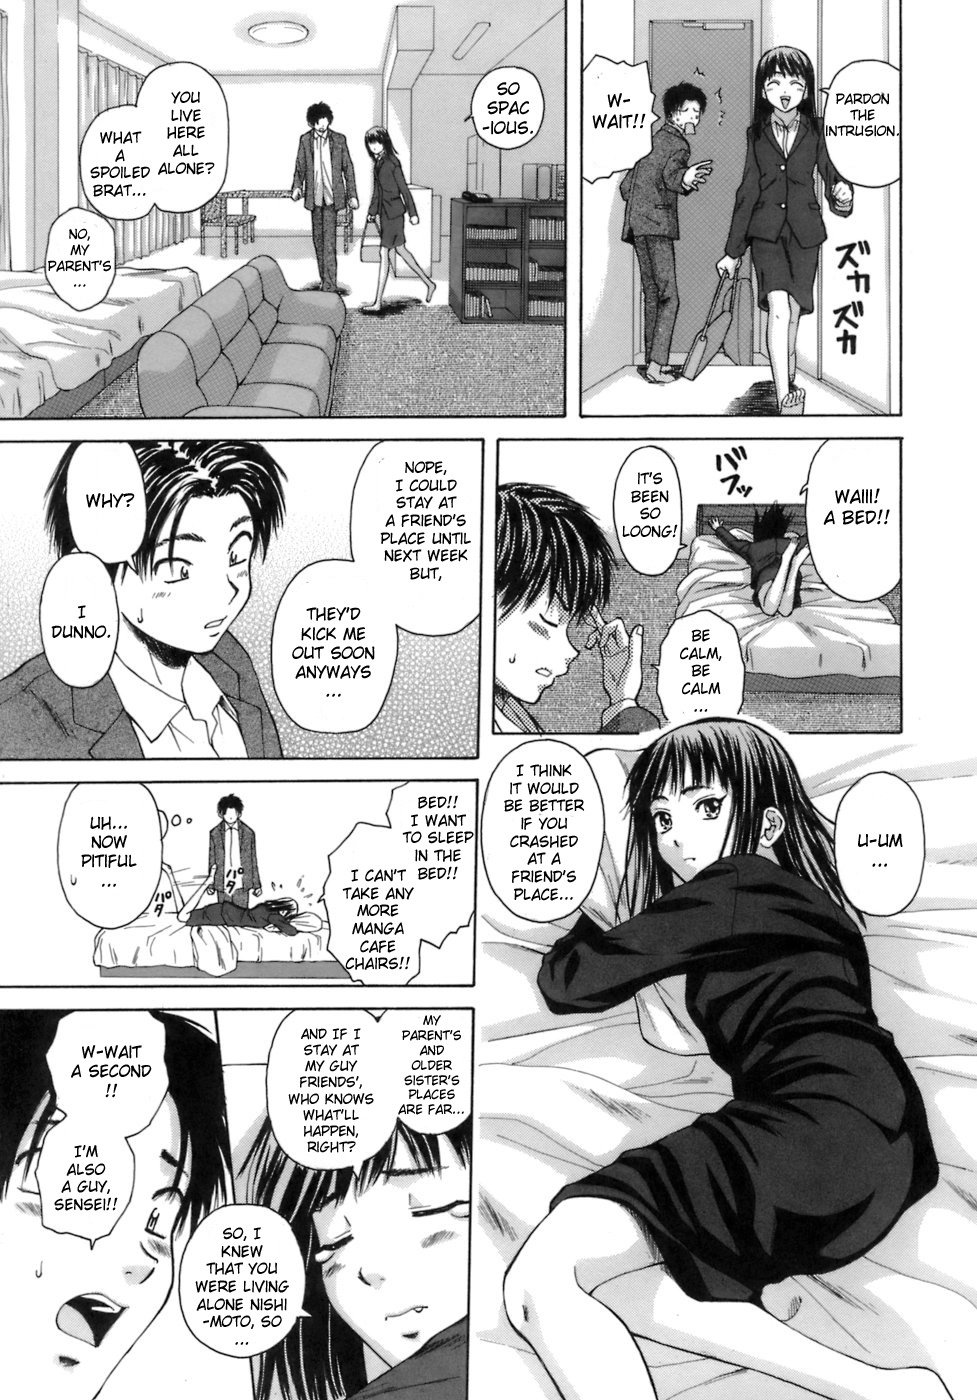 PARDON
THE
INTRUSION.
W-
WAIT!!
ズカ
ズカ
SO
SPAC
-IOUS.
YOU
LIVE
HERE
ALL
ALONE?
WHAT
A
SPOILED
BRAT...
NO,
MY
PARENT'S
...
WAIII!
A BED!!
バフッ
IT'S
BEEN
SO
LOONG!
BE
CALM,
BE
CALM
...
NOPE,
I COULD
STAY AT
A FRIEND'S
PLACE UNTIL
NEXT WEEK
BUT,
THEY'D
KICK ME
OUT SOON
ANYWAYS
...
WHY?
I
DUNNO.
U-UM
...
I THINK
IT WOULD
BE BETTER
IF YOU
CRASHED
AT A
FRIEND'S
PLACE...
BED!!
I WANT
TO SLEEP
IN THE
BED!!
I CAN'T
TAKE ANY
MORE
MANGA
CAFE
CHAIRS!!
パタ
パタ
UH...
NOW
PITIFUL
...
MY
PARENT'S
AND
OLDER
SISTER'S
PLACES
ARE FAR...
AND IF I
STAY AT
MY GUY
FRIENDS',
WHO KNOWS
WHAT'LL
HAPPEN,
RIGHT?
SO, I
KNEW
THAT YOU
WERE LIVING
ALONE NISHI
-MOTO, SO
...
W-WAIT
A SECOND
!!
I'M
ALSO
A GUY,
SENSEI!!